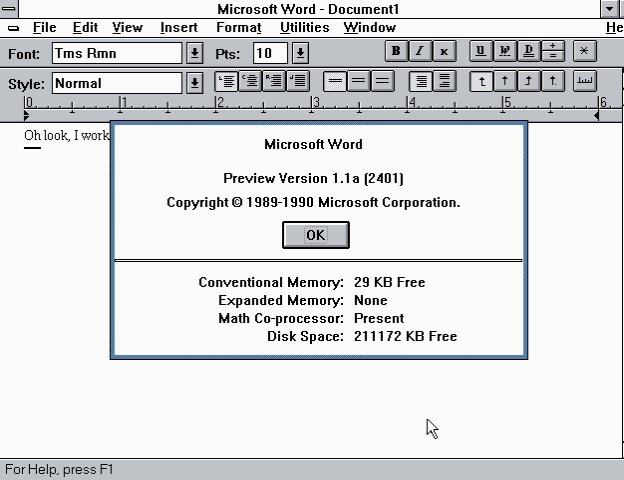 Microsoft Word - Document1
File Edit View Insert Format Utilities Window He
Font: Tms Rmn Pts: 10 B I K U W D
Style: Normal
0 1 2 3 4 5 6
Oh look, I work
Microsoft Word
Preview Version 1.1a (2401)
Copyright © 1989-1990 Microsoft Corporation.
OK
Conventional Memory: 29 KB Free
Expanded Memory: None
Math Co-processor: Present
Disk Space: 211172 KB Free
For Help, press F1